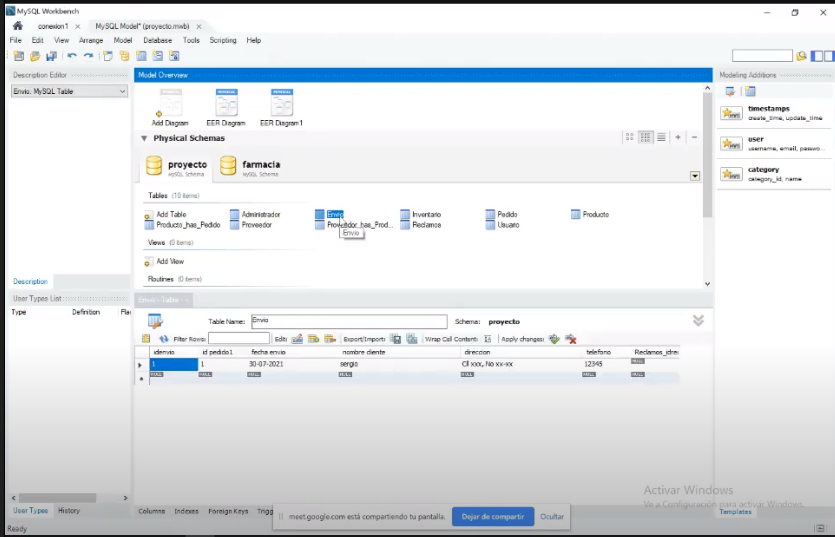 MySQL Workbench
conexion1 × MySQL Model* (proyecto.mwb) ×
File Edit View Arrange Model Database Tools Scripting Help
Description Editor
Envio: MySQL Table
Description
User Types List
Type Definition Fla
User Types History
Ready
Model Overview
Add Diagram EER Diagram EER Diagram1
Physical Schemas
proyecto
MySQL Schema
farmacia
MySQL Schema
Tables (10 items)
Add Table Administrador Envio Inventario Pedido Producto
Producto_has_Pedido Proveedor Proveedor_has_Prod... Reclamos Usuario
Envio
Views (0 items)
Add View
Routines (0 items)
Envio - Table ×
Table Name: Envio Schema: proyecto
Filter Rows: Edit: Export/Import: Wrap Cell Content: Apply changes:
idenvio id pedido1 fecha envio nombre cliente direccion telefono Reclamos_idrec
1 1 30-07-2021 sergio Cll xxx, No xx-xx 12345 NULL
NULL NULL NULL NULL NULL NULL NULL
Columns Indexes Foreign Keys Trigg
meet.google.com está compartiendo tu pantalla. Dejar de compartir Ocultar
Modeling Additions
timestamps
create_time, update_time
user
username, email, passwo...
category
category_id, name
Activar Windows
Ve a Configuración para activar Windows.
Templates